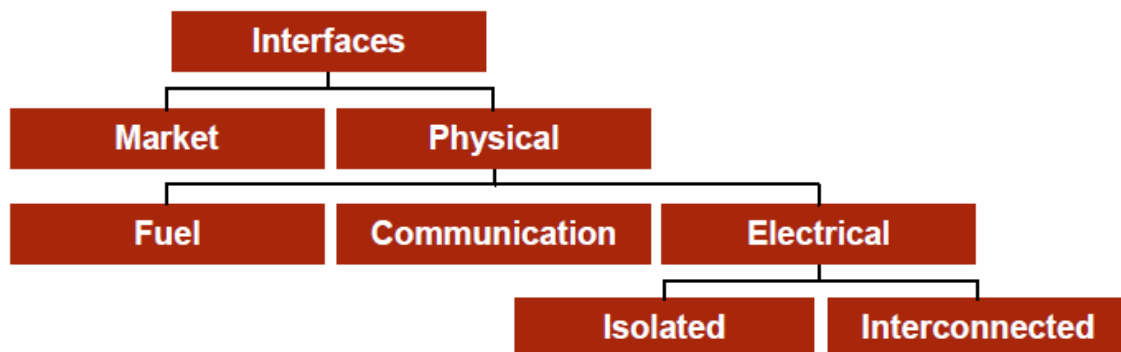 Interfaces
Market
Physical
Fuel
Communication
Electrical
Isolated
Interconnected